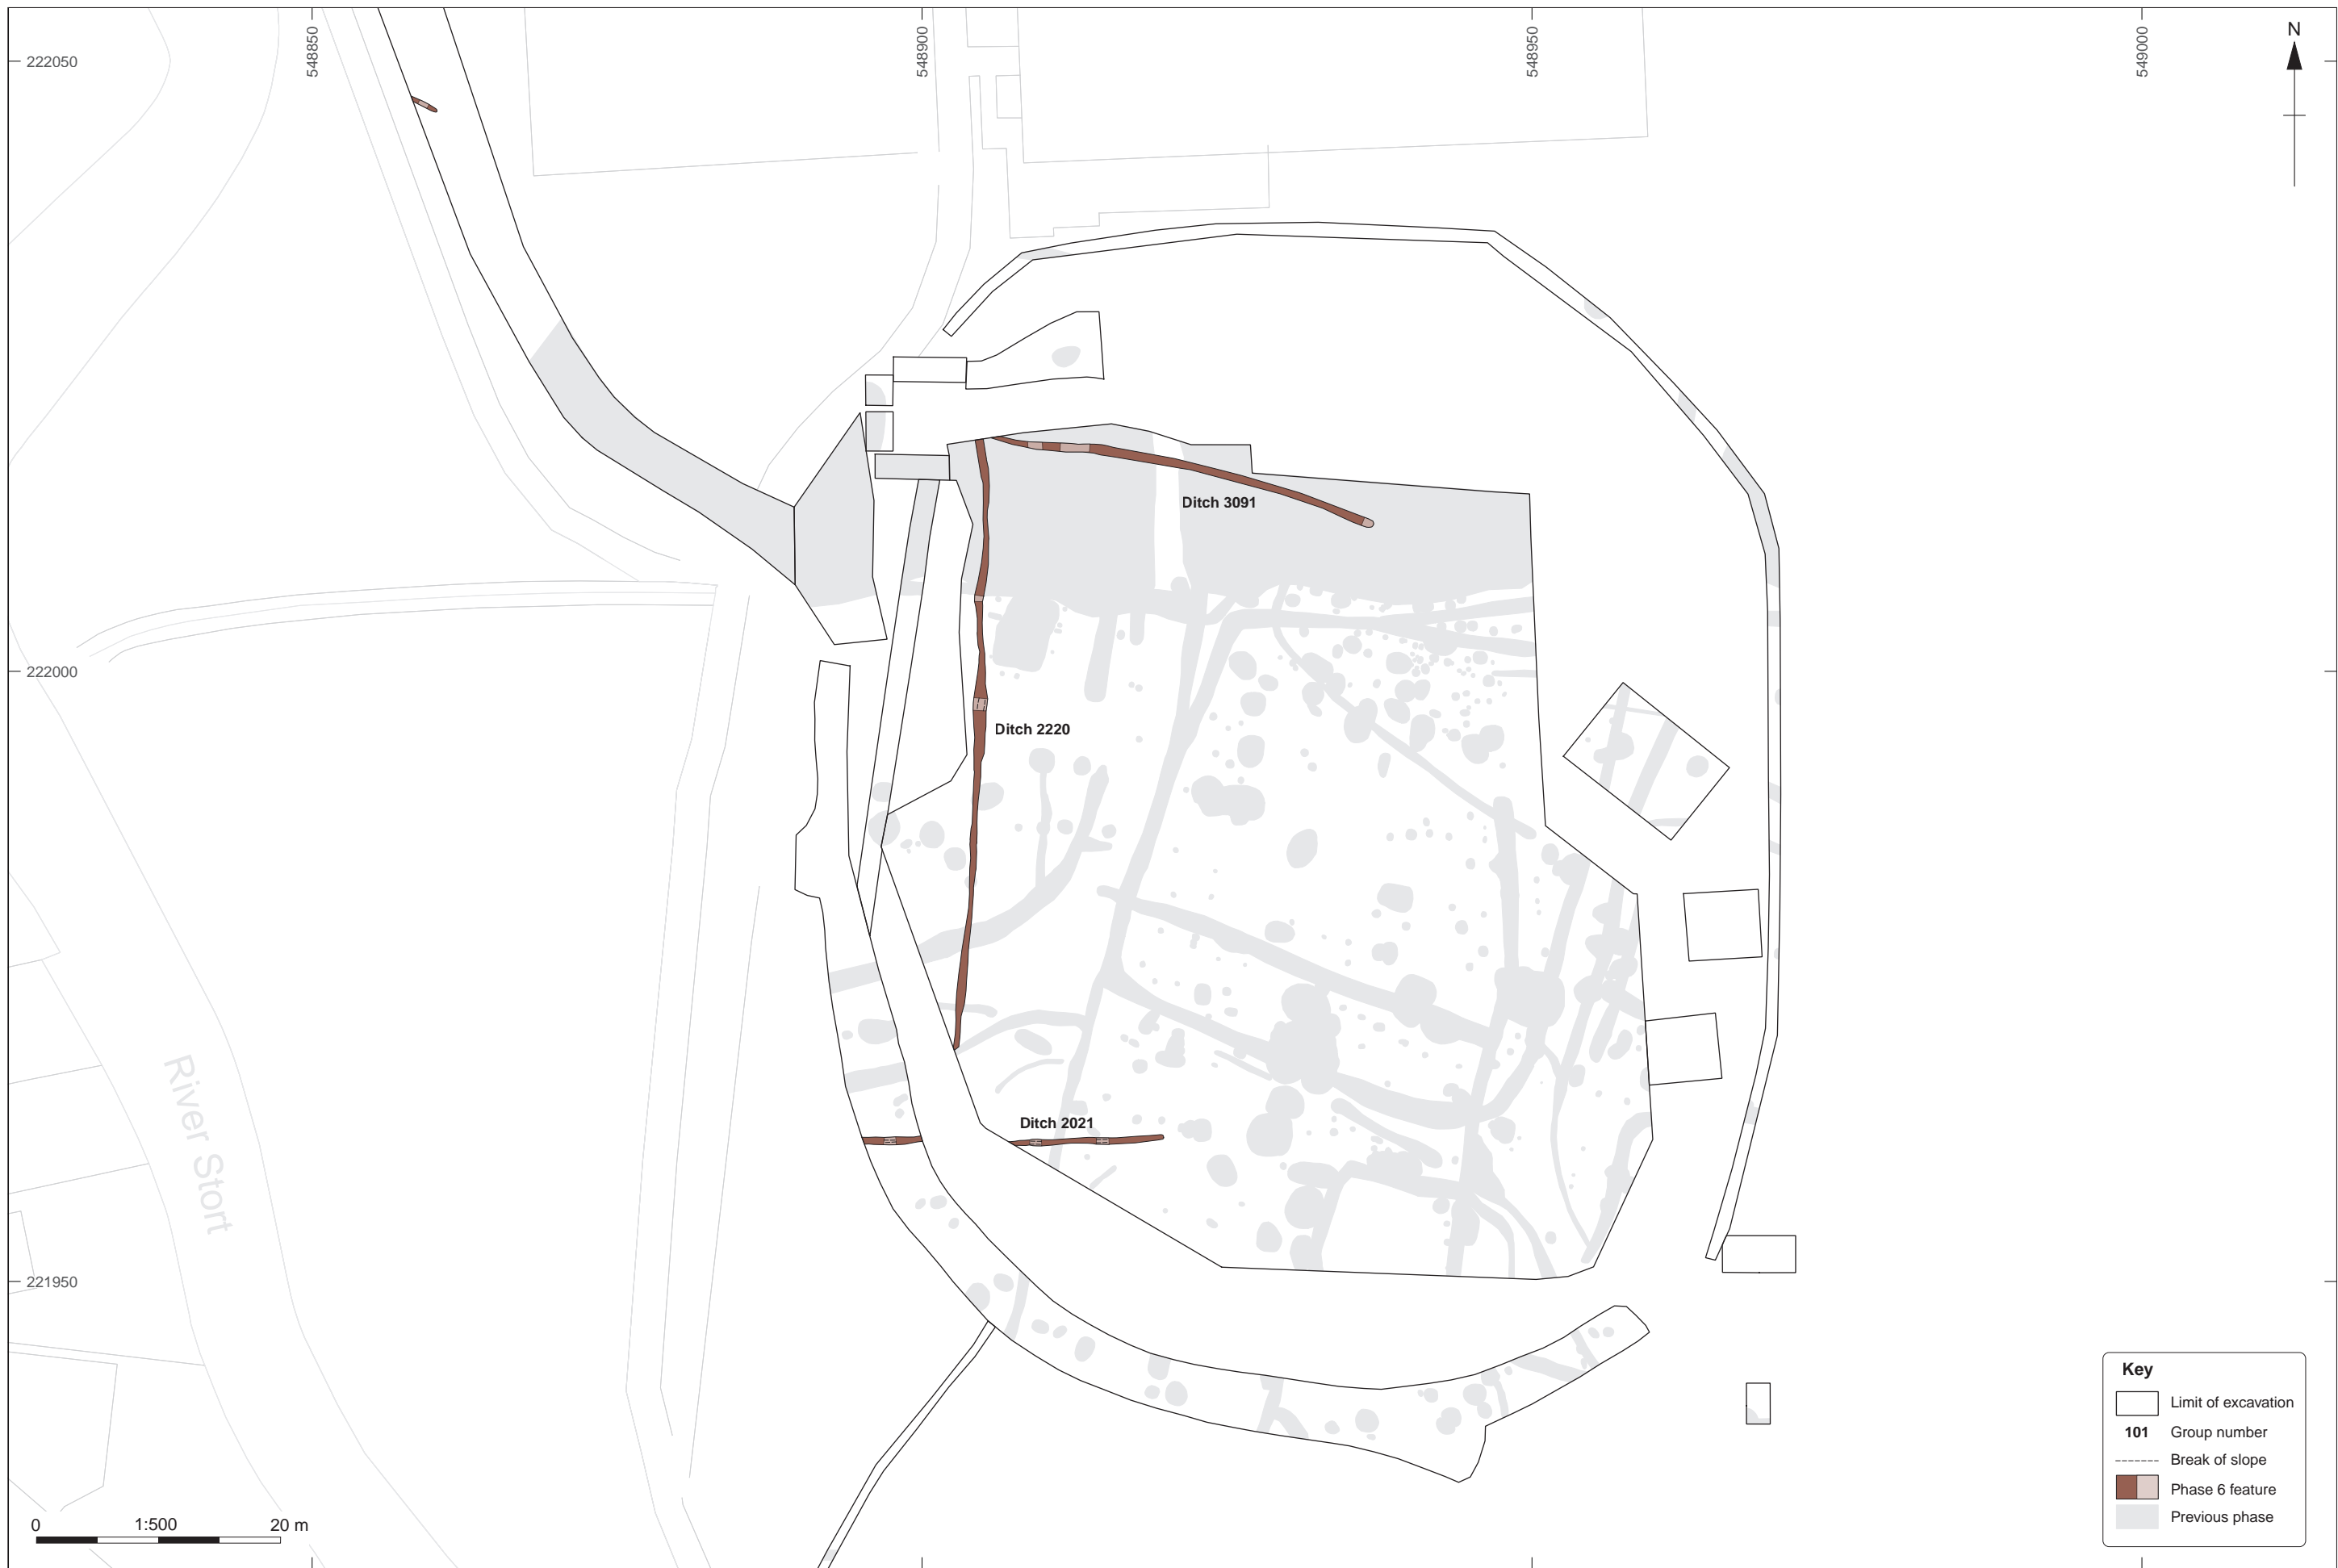 548850
548900
548950
549000
N
222050
Ditch 3091
222000
Ditch 2220
River Stort
Ditch 2021
221950
Key
Limit of excavation
101 Group number
Break of slope
Phase 6 feature
Previous phase
0 1:500 20 m